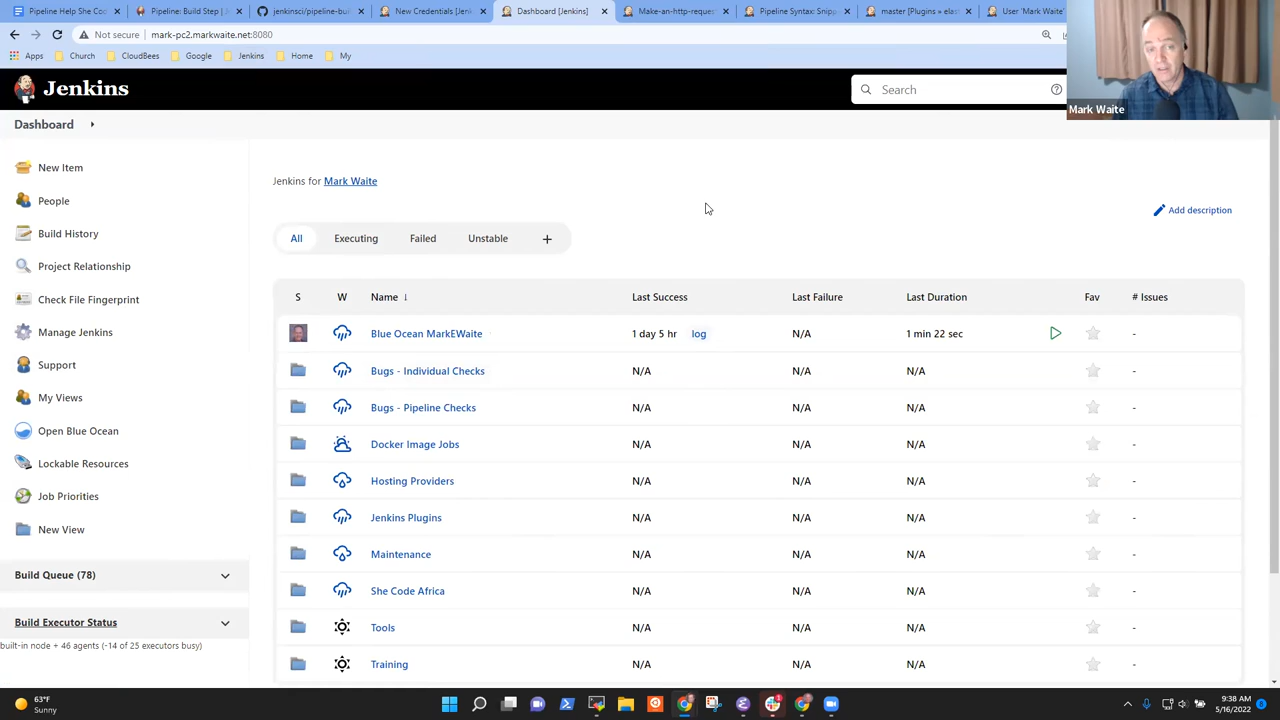 Pipeline Help She Co
Pipeline: Build Step [
jenkinsci/pipeline-bui
New Credentials [Jenk
Dashboard [Jenkins]
Make-an-http-reques
Pipeline Syntax: Snipp
master [Plugins » elas
User 'Mark Waite'
Not secure
mark-pc2.markwaite.net:8080
Apps
Church
CloudBees
Google
Jenkins
Home
My
Jenkins
Search
Mark Waite
Dashboard
New Item
People
Build History
Project Relationship
Check File Fingerprint
Manage Jenkins
Support
My Views
Open Blue Ocean
Lockable Resources
Job Priorities
New View
Build Queue (78)
Build Executor Status
built-in node + 46 agents (-14 of 25 executors busy)
Jenkins for Mark Waite
Add description
All Executing Failed Unstable +
S W Name ↓ Last Success Last Failure Last Duration Fav # Issues
Blue Ocean MarkEWaite 1 day 5 hr log N/A 1 min 22 sec -
Bugs - Individual Checks N/A N/A N/A -
Bugs - Pipeline Checks N/A N/A N/A -
Docker Image Jobs N/A N/A N/A -
Hosting Providers N/A N/A N/A -
Jenkins Plugins N/A N/A N/A -
Maintenance N/A N/A N/A -
She Code Africa N/A N/A N/A -
Tools N/A N/A N/A -
Training N/A N/A N/A -
63°F
Sunny
9:38 AM
5/16/2022